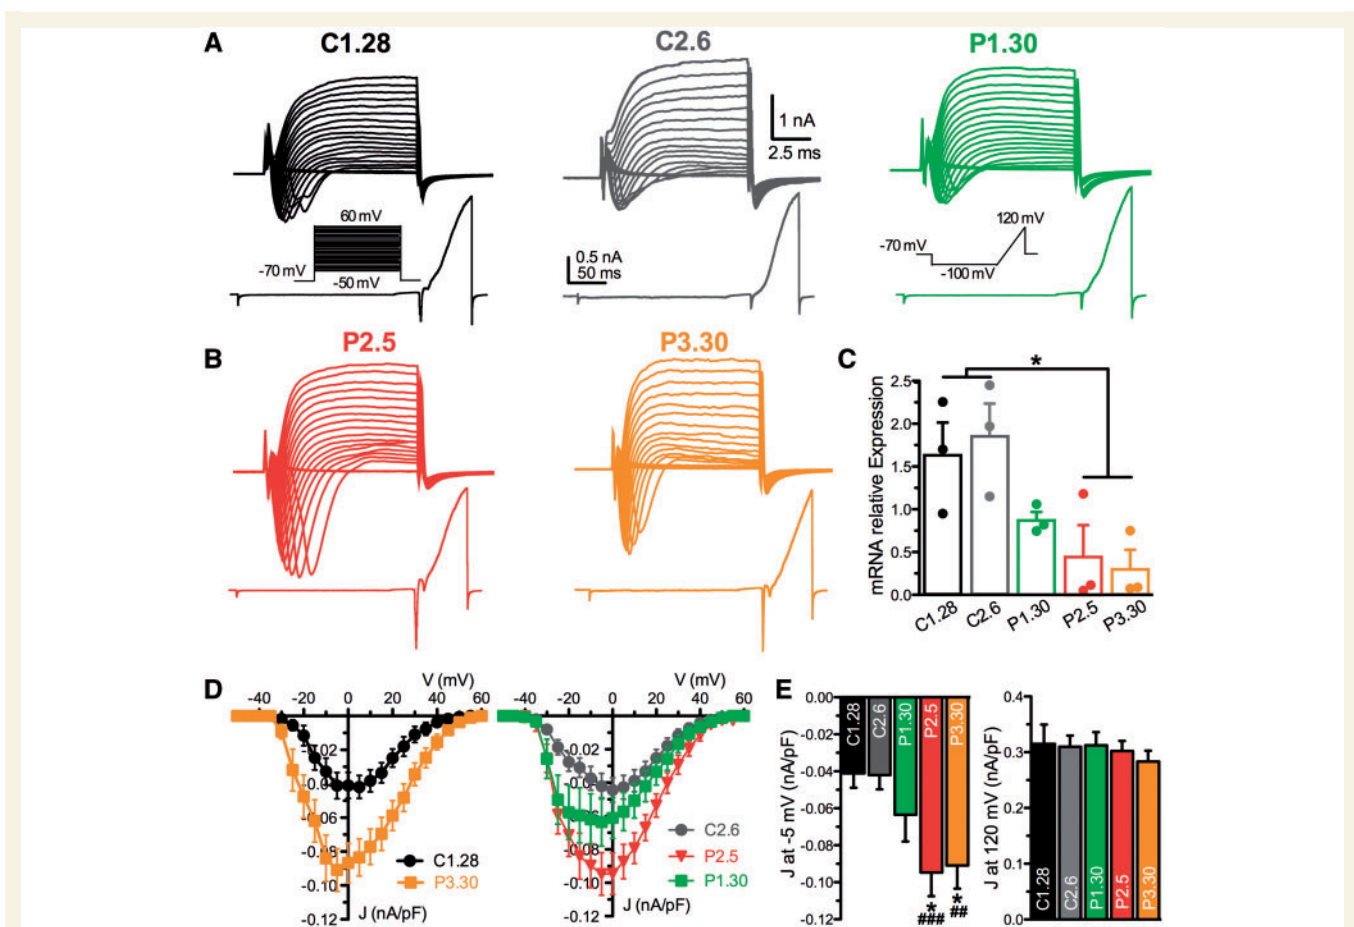 A
C1.28
C2.6
P1.30
1 nA
2.5 ms
60 mV
-70 mV
-50 mV
0.5 nA
50 ms
120 mV
-70 mV
-100 mV
B
P2.5
P3.30
C
*
mRNA relative Expression
2.5
2.0
1.5
1.0
0.5
0.0
C1.28
C2.6
P1.30
P2.5
P3.30
D
V (mV)
-40
-20
0
20
40
60
-0.02
-0.04
-0.06
-0.08
-0.10
-0.12
C1.28
P3.30
J (nA/pF)
V (mV)
-40
-20
0
20
40
60
-0.02
-0.04
-0.06
-0.08
-0.10
-0.12
C2.6
P2.5
P1.30
J (nA/pF)
E
J at -5 mV (nA/pF)
0.00
-0.02
-0.04
-0.06
-0.08
-0.10
-0.12
C1.28
C2.6
P1.30
P2.5
P3.30
* *
### ##
J at 120 mV (nA/pF)
0.4
0.3
0.3
0.1
0.0
C1.28
C2.6
P1.30
P2.5
P3.30